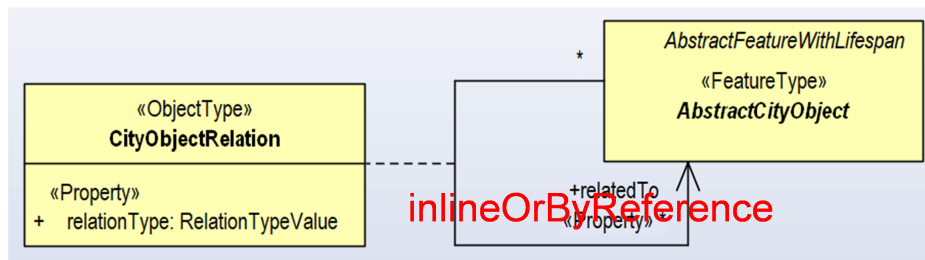 AbstractFeatureWithLifespan
*
«FeatureType»
AbstractCityObject
«ObjectType»
CityObjectRelation
«Property»
+ relationType: RelationTypeValue
+relatedTo
inlineOrByReference
«Property» *